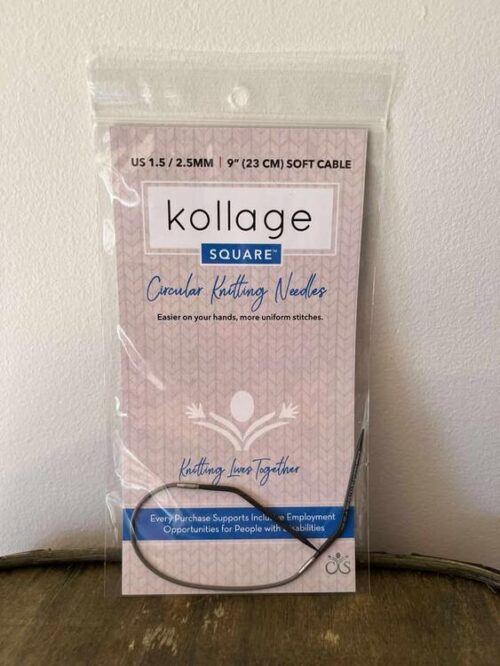 US 1.5 / 2.5MM | 9" (23 CM) SOFT CABLE
kollage
SQUARE™
Circular Knitting Needles
Easier on your hands, more uniform stitches.
Knitting Lives Together
Every Purchase Supports Inclusive Employment
Opportunities for People with Disabilities